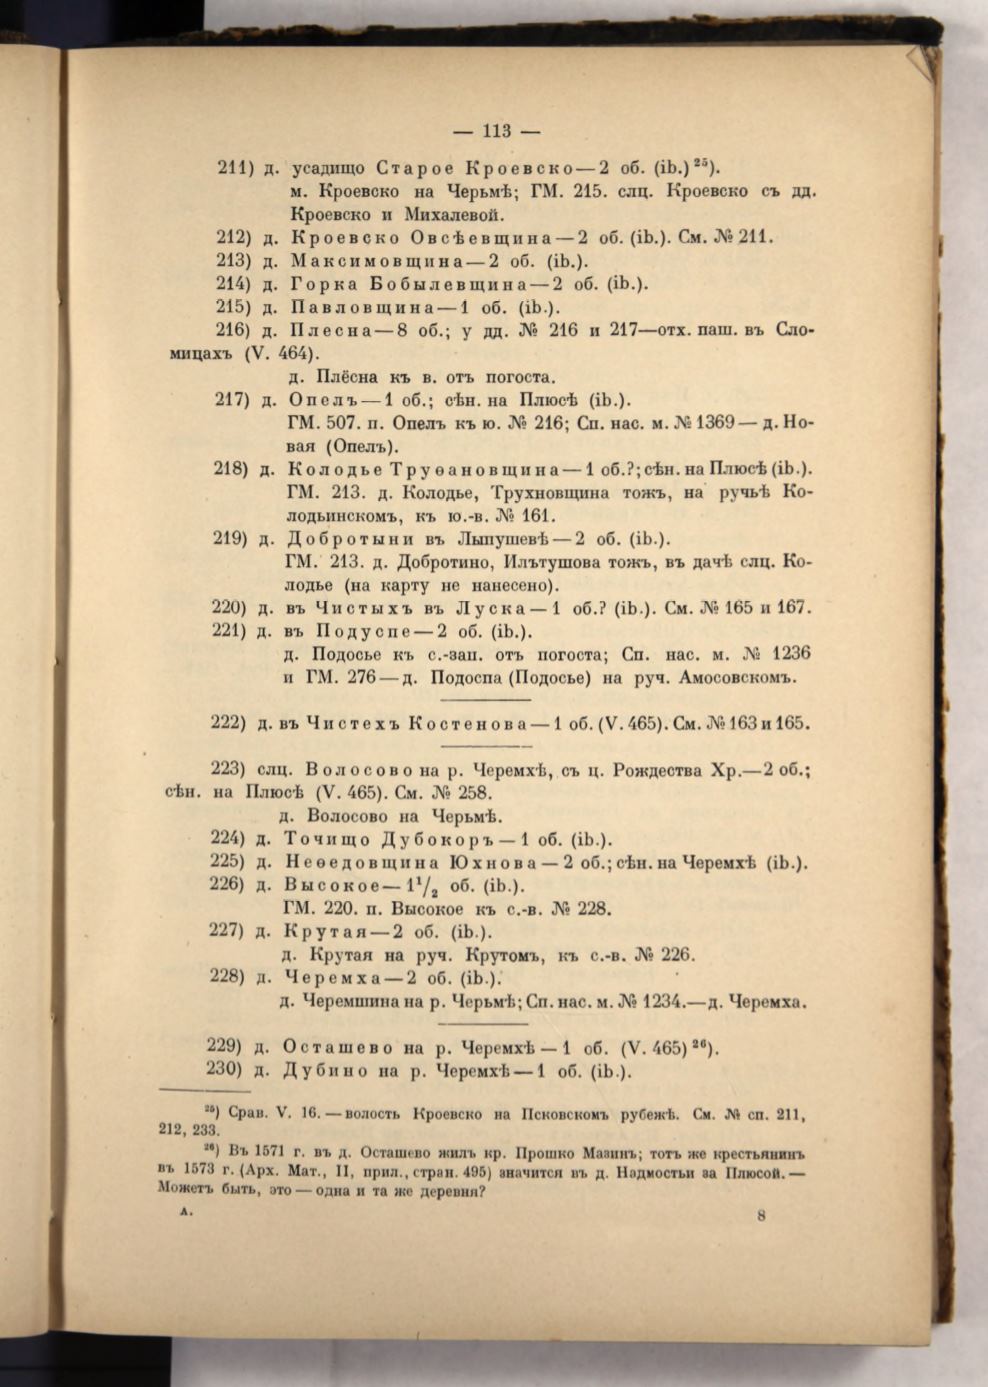 — 113 —
211) д. усадищо Старое Кроевско—2 об. (ib.) ²⁵).
м. Кроевско на Черьмѣ; ГМ. 215. слц. Кроевско съ дд.
Кроевско и Михалевой.
212) д. Кроевско Овсѣевщина—2 об. (ib.). См. № 211.
213) д. Максимовщина—2 об. (ib.).
214) д. Горка Бобылевщина—2 об. (ib.).
215) д. Павловщина—1 об. (ib.).
216) д. Плесна—8 об.; у дд. № 216 и 217—отх. паш. въ Сло-
мицахъ (V. 464).
д. Плёсна къ в. отъ погоста.
217) д. Опелъ—1 об.; сѣн. на Плюсѣ (ib.).
ГМ. 507. п. Опелъ къ ю. № 216; Сп. нас. м. № 1369—д. Но-
вая (Опелъ).
218) д. Колодье Труѳановщина—1 об.?; сѣн. на Плюсѣ (ib.).
ГМ. 213. д. Колодье, Трухновщина тожъ, на ручьѣ Ко-
лодьинскомъ, къ ю.-в. № 161.
219) д. Добротыни въ Лыпушевѣ—2 об. (ib.).
ГМ. 213. д. Добротино, Илътушова тожъ, въ дачѣ слц. Ко-
лодье (на карту не нанесено).
220) д. въ Чистыхъ въ Луска—1 об.? (ib.). См. № 165 и 167.
221) д. въ Подуспе—2 об. (ib.).
д. Подосье къ с.-зап. отъ погоста; Сп. нас. м. № 1236
и ГМ. 276—д. Подоспа (Подосье) на руч. Амосовскомъ.
222) д. въ Чистехъ Костенова—1 об. (V. 465). См. № 163 и 165.
223) слц. Волосово на р. Черемхѣ, съ ц. Рождества Хр.—2 об.;
сѣн. на Плюсѣ (V. 465). См. № 258.
д. Волосово на Черьмѣ.
224) д. Точищо Дубокоръ—1 об. (ib.).
225) д. Неѳедовщина Юхнова—2 об.; сѣн. на Черемхѣ (ib.).
226) д. Высокое—1¹/₂ об. (ib.).
ГМ. 220. п. Высокое къ с.-в. № 228.
227) д. Крутая—2 об. (ib.).
д. Крутая на руч. Крутомъ, къ с.-в. № 226.
228) д. Черемха—2 об. (ib.).
д. Черемшина на р. Черьмѣ; Сп. нас. м. № 1234.—д. Черемха.
229) д. Осташево на р. Черемхѣ—1 об. (V. 465) ²⁶).
230) д. Дубино на р. Черемхѣ—1 об. (ib.).
²⁵) Срав. V. 16.—волость Кроевско на Псковскомъ рубежѣ. См. № сп. 211,
212, 233.
²⁶) Въ 1571 г. въ д. Осташево жилъ кр. Прошко Мазинъ; тотъ же крестьянинъ
въ 1573 г. (Арх. Мат., II, прил., стран. 495) значится въ д. Надмостьи за Плюсой.—
Можетъ быть, это—одна и та же деревня?
А.
8